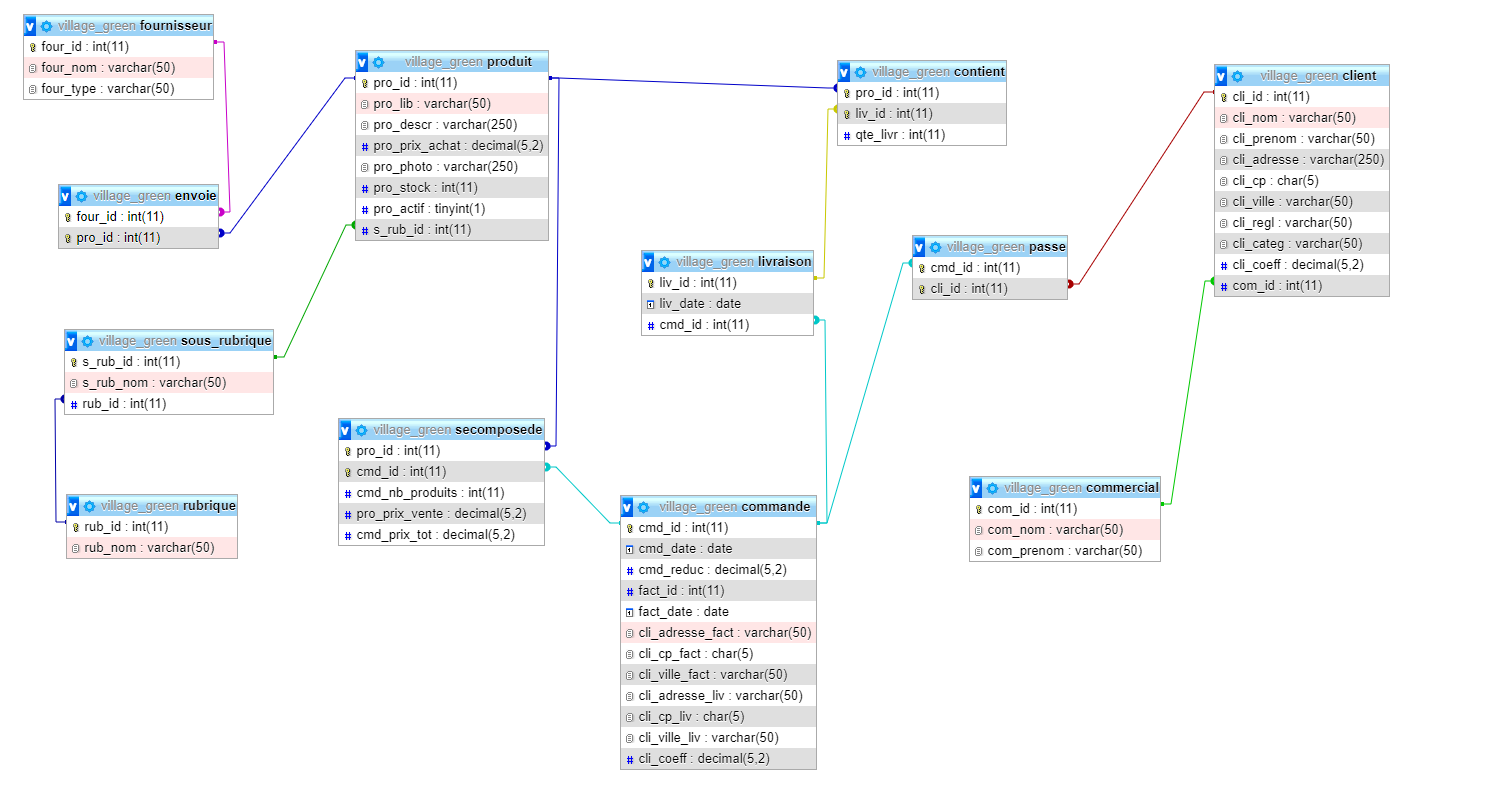 village_green fournisseur
four_id : int(11)
four_nom : varchar(50)
four_type : varchar(50)
village_green envoie
four_id : int(11)
pro_id : int(11)
village_green sous_rubrique
s_rub_id : int(11)
s_rub_nom : varchar(50)
rub_id : int(11)
village_green rubrique
rub_id : int(11)
rub_nom : varchar(50)
village_green produit
pro_id : int(11)
pro_lib : varchar(50)
pro_descr : varchar(250)
pro_prix_achat : decimal(5,2)
pro_photo : varchar(250)
pro_stock : int(11)
pro_actif : tinyint(1)
s_rub_id : int(11)
village_green secomposede
pro_id : int(11)
cmd_id : int(11)
cmd_nb_produits : int(11)
pro_prix_vente : decimal(5,2)
cmd_prix_tot : decimal(5,2)
village_green contient
pro_id : int(11)
liv_id : int(11)
qte_livr : int(11)
village_green livraison
liv_id : int(11)
liv_date : date
cmd_id : int(11)
village_green commande
cmd_id : int(11)
cmd_date : date
cmd_reduc : decimal(5,2)
fact_id : int(11)
fact_date : date
cli_adresse_fact : varchar(50)
cli_cp_fact : char(5)
cli_ville_fact : varchar(50)
cli_adresse_liv : varchar(50)
cli_cp_liv : char(5)
cli_ville_liv : varchar(50)
cli_coeff : decimal(5,2)
village_green passe
cmd_id : int(11)
cli_id : int(11)
village_green client
cli_id : int(11)
cli_nom : varchar(50)
cli_prenom : varchar(50)
cli_adresse : varchar(250)
cli_cp : char(5)
cli_ville : varchar(50)
cli_regl : varchar(50)
cli_categ : varchar(50)
cli_coeff : decimal(5,2)
com_id : int(11)
village_green commercial
com_id : int(11)
com_nom : varchar(50)
com_prenom : varchar(50)